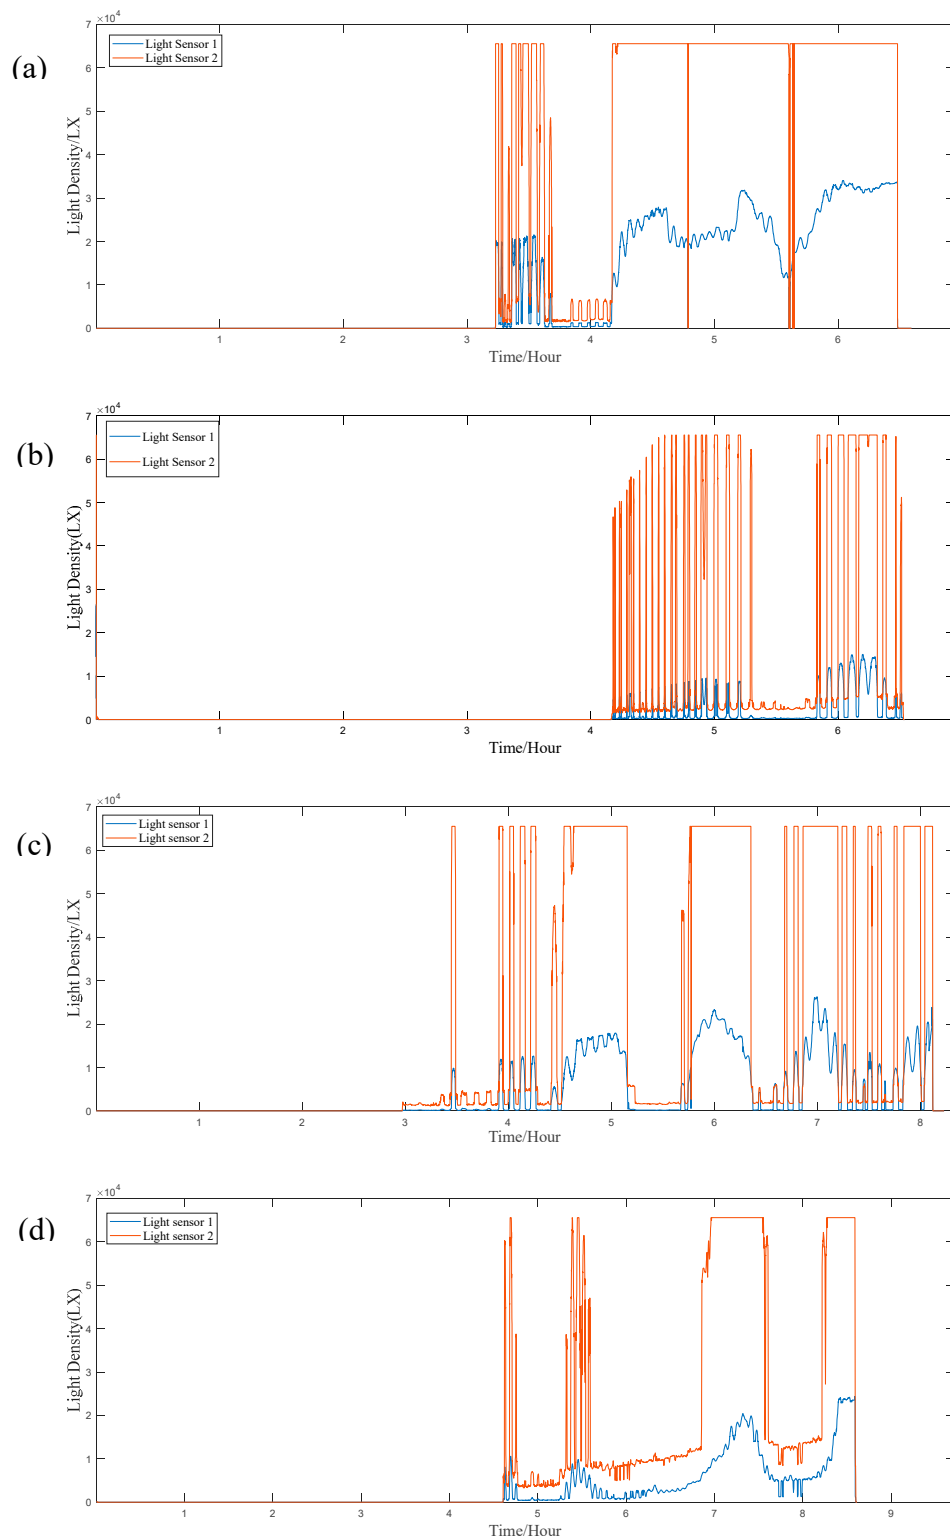 ×10⁴
7
Light Sensor 1
Light Sensor 2
(a)
6
5
4
3
2
1
0
Light Density/LX
1 2 3 4 5 6
Time/Hour
×10⁴
7
Light Sensor 1
Light Sensor 2
(b)
6
5
4
3
2
1
0
Light Density(LX)
1 2 3 4 5 6
Time/Hour
×10⁴
7
Light sensor 1
Light sensor 2
(c)
6
5
4
3
2
1
0
Light Density/LX
1 2 3 4 5 6 7 8
Time/Hour
×10⁴
7
Light sensor 1
Light sensor 2
(d)
6
5
4
3
2
1
0
Light Density(LX)
1 2 3 4 5 6 7 8 9
Time/Hour